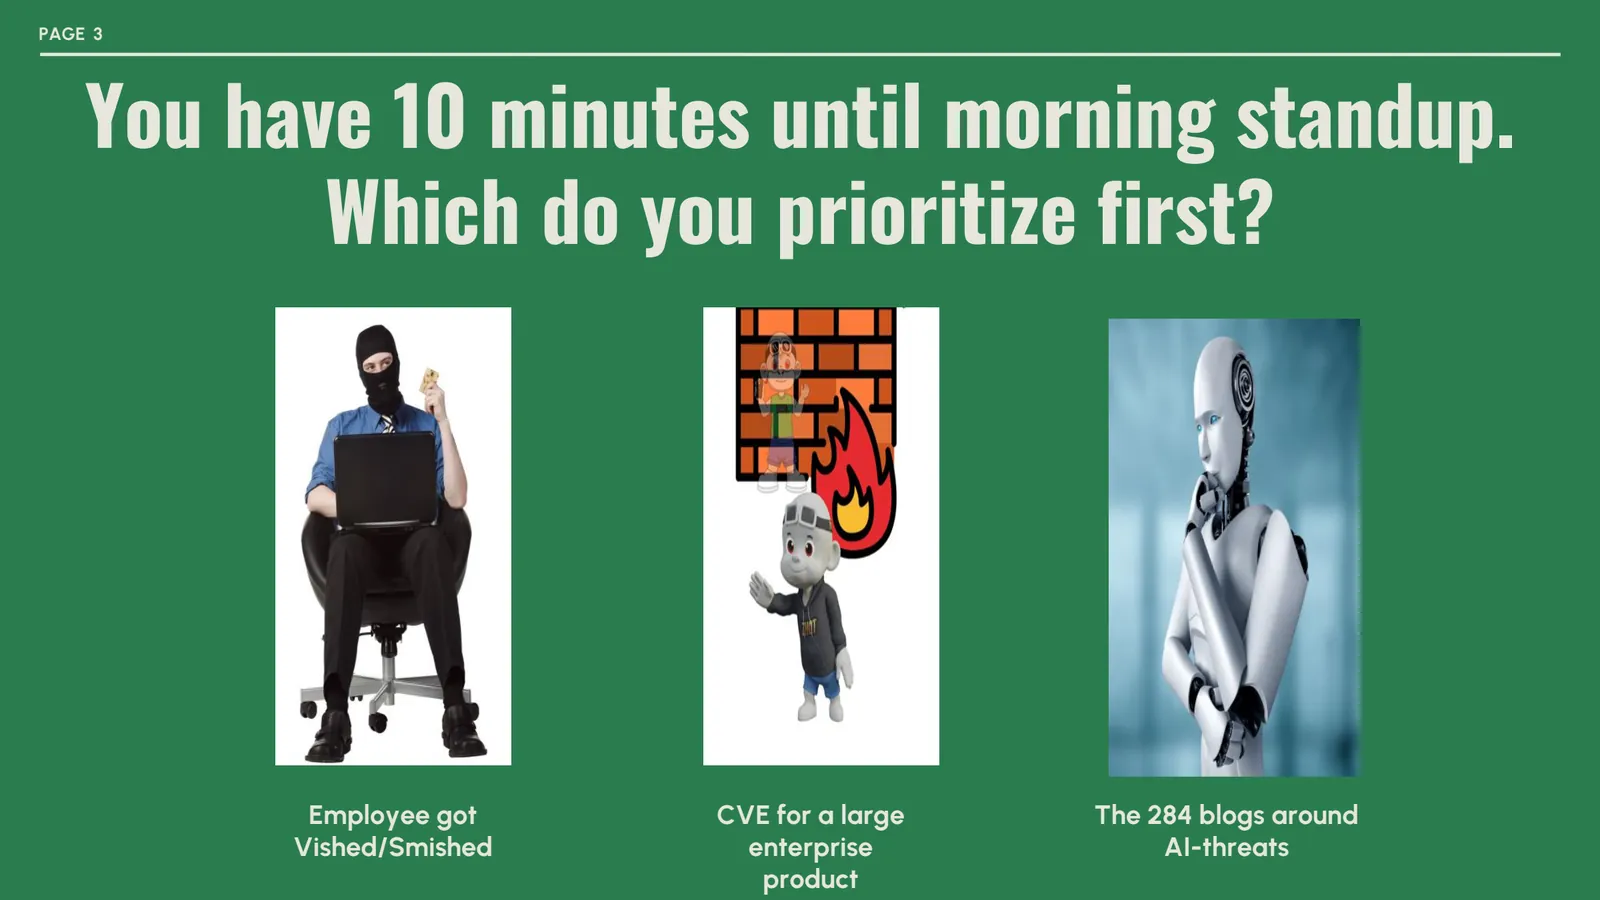 PAGE 3
You have 10 minutes until morning standup.
Which do you prioritize first?
Employee got
Vished/Smished
CVE for a large
enterprise
product
The 284 blogs around
AI-threats